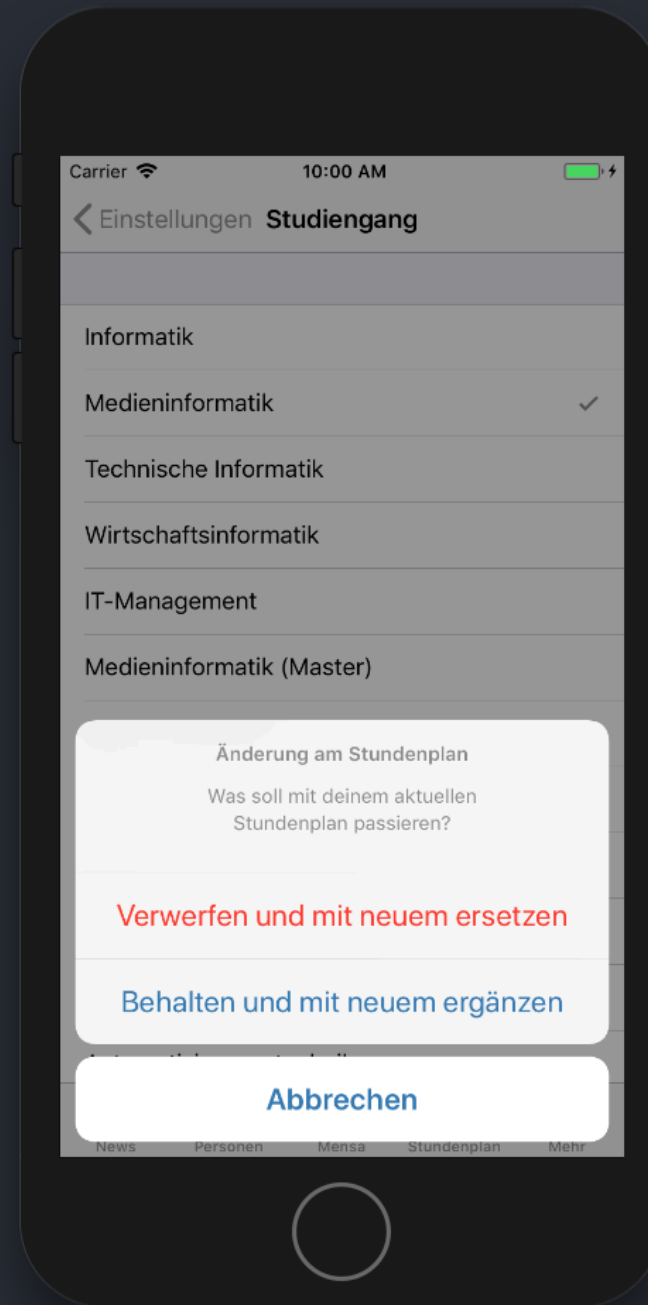 Carrier 10:00 AM
Einstellungen Studiengang
Informatik
Medieninformatik
Technische Informatik
Wirtschaftsinformatik
IT-Management
Medieninformatik (Master)
Änderung am Stundenplan
Was soll mit deinem aktuellen
Stundenplan passieren?
Verwerfen und mit neuem ersetzen
Behalten und mit neuem ergänzen
Abbrechen
News Personen Mensa Stundenplan Mehr